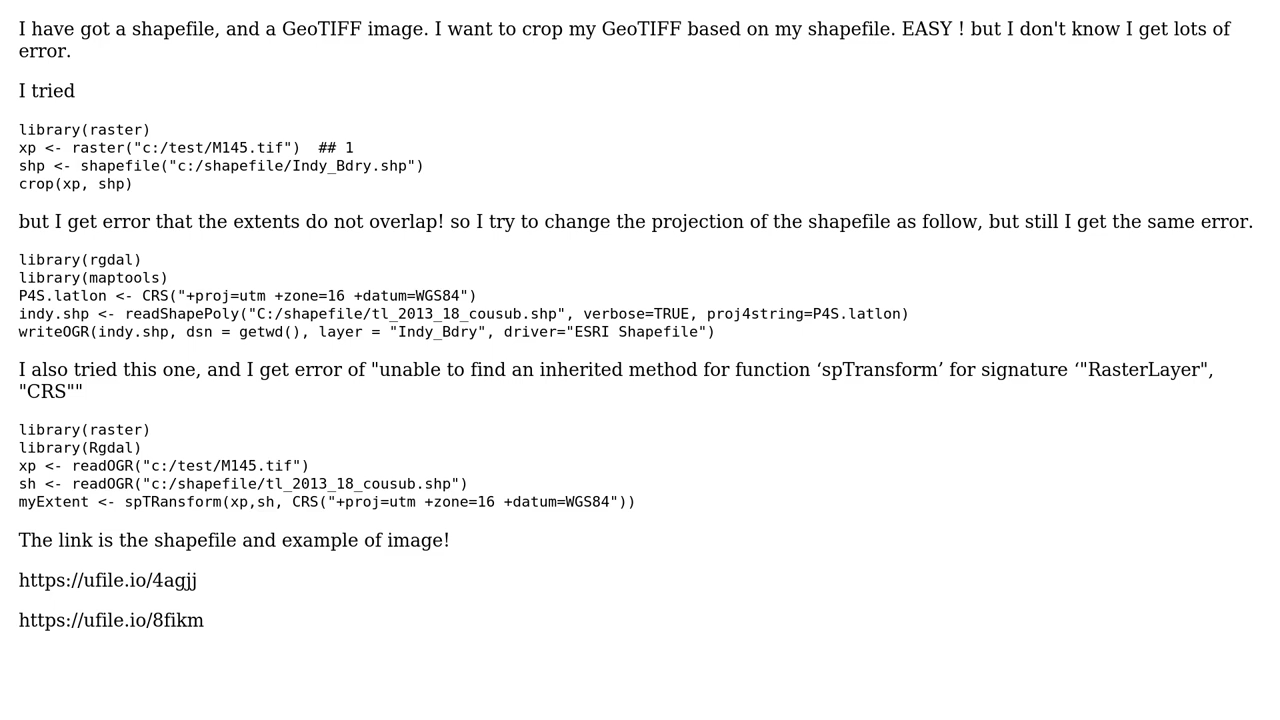 I have got a shapefile, and a GeoTIFF image. I want to crop my GeoTIFF based on my shapefile. EASY ! but I don't know I get lots of
error.
I tried
library(raster)
xp <- raster("c:/test/M145.tif")  ## 1
shp <- shapefile("c:/shapefile/Indy_Bdry.shp")
crop(xp, shp)
but I get error that the extents do not overlap! so I try to change the projection of the shapefile as follow, but still I get the same error.
library(rgdal)
library(maptools)
P4S.latlon <- CRS("+proj=utm +zone=16 +datum=WGS84")
indy.shp <- readShapePoly("C:/shapefile/tl_2013_18_cousub.shp", verbose=TRUE, proj4string=P4S.latlon)
writeOGR(indy.shp, dsn = getwd(), layer = "Indy_Bdry", driver="ESRI Shapefile")
I also tried this one, and I get error of "unable to find an inherited method for function ‘spTransform’ for signature ‘"RasterLayer",
"CRS""
library(raster)
library(Rgdal)
xp <- readOGR("c:/test/M145.tif")
sh <- readOGR("c:/shapefile/tl_2013_18_cousub.shp")
myExtent <- spTRansform(xp,sh, CRS("+proj=utm +zone=16 +datum=WGS84"))
The link is the shapefile and example of image!
https://ufile.io/4agjj
https://ufile.io/8fikm